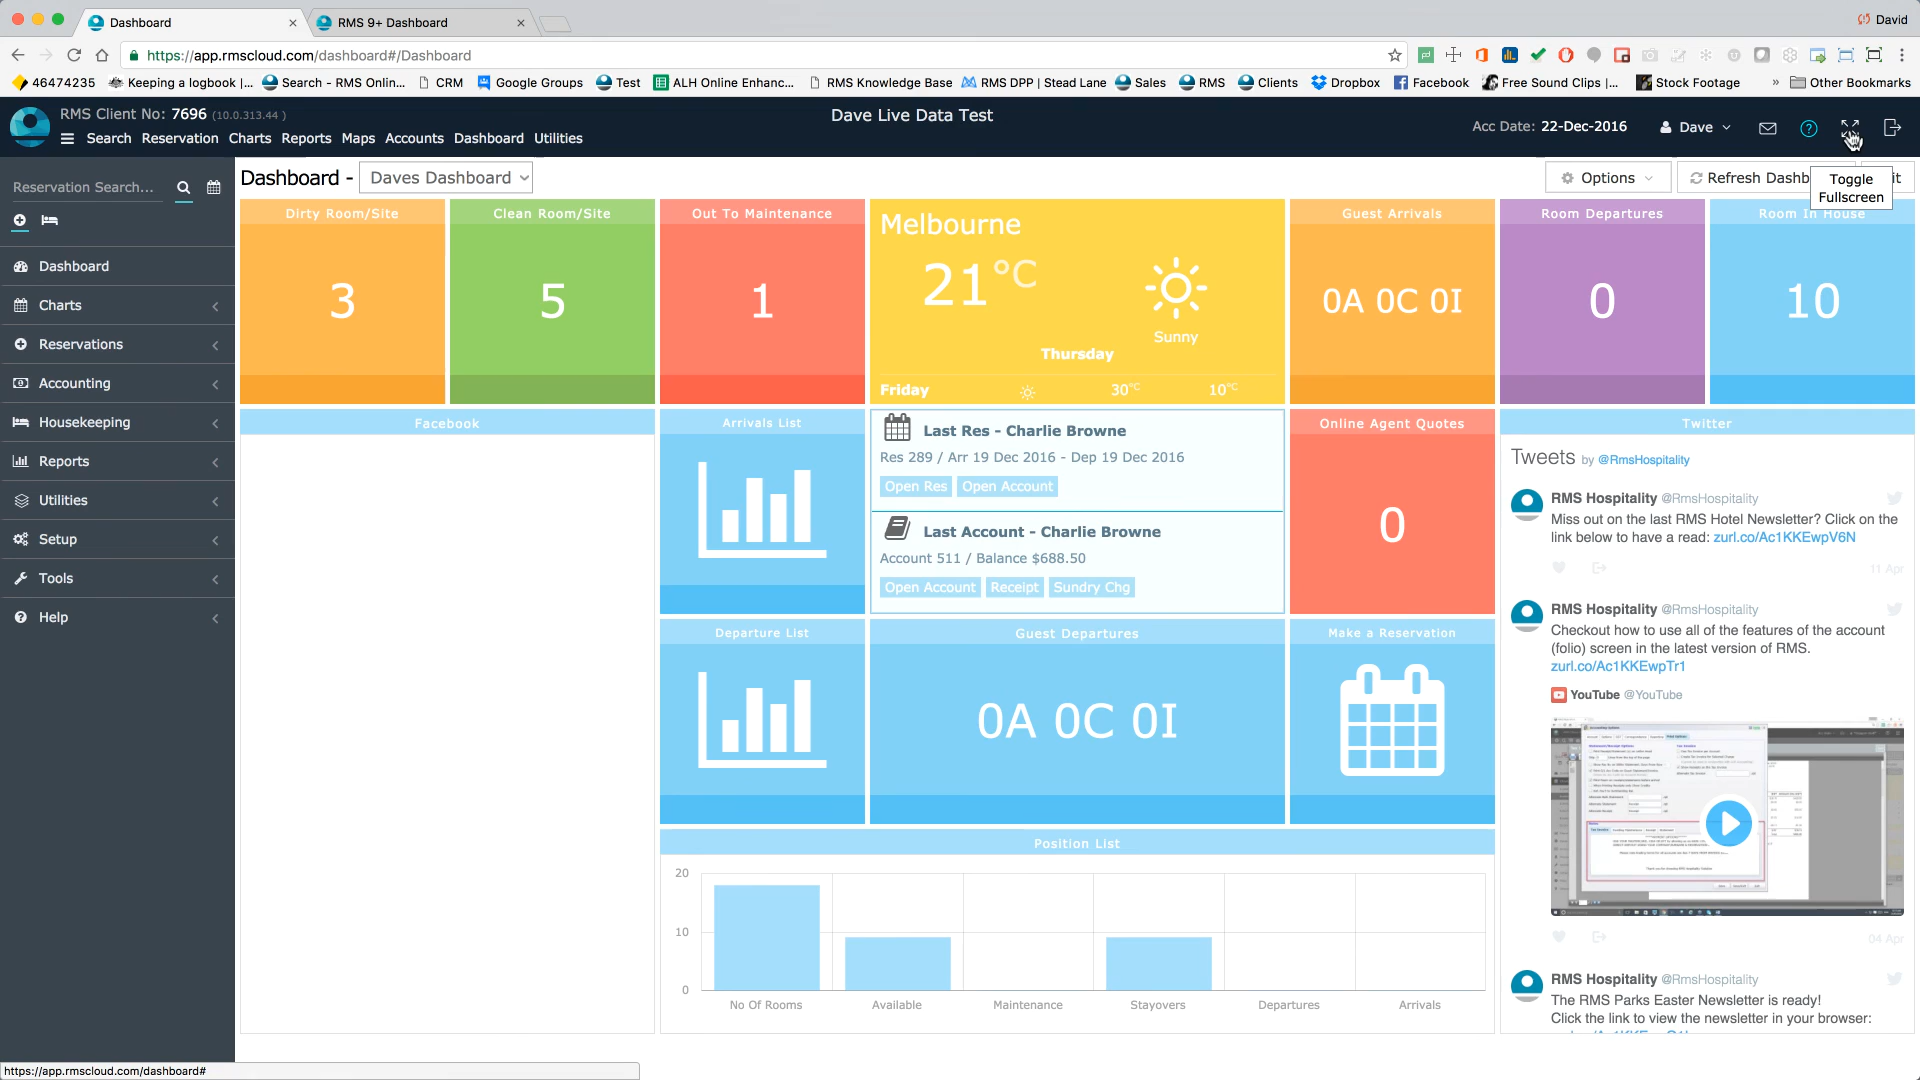 Dashboard
RMS 9+ Dashboard
David
https://app.rmscloud.com/dashboard#/Dashboard
46474235
Keeping a logbook |...
Search - RMS Onlin...
CRM
Google Groups
Test
ALH Online Enhanc...
RMS Knowledge Base
RMS DPP | Stead Lane
Sales
RMS
Clients
Dropbox
Facebook
Free Sound Clips |...
Stock Footage
»
Other Bookmarks
RMS Client No: 7696 (10.0.313.44 )
Dave Live Data Test
Acc Date: 22-Dec-2016
Dave
Search Reservation Charts Reports Maps Accounts Dashboard Utilities
Toggle
Fullscreen
Reservation Search...
Dashboard
Charts
Reservations
Accounting
Housekeeping
Reports
Utilities
Setup
Tools
Help
Dashboard - Daves Dashboard
Options
Refresh Dashb
it
Dirty Room/Site
3
Clean Room/Site
5
Out To Maintenance
1
Melbourne
21°C
Sunny
Thursday
Friday 30°C 10°C
Guest Arrivals
0A 0C 0I
Room Departures
0
Room In House
10
Facebook
Arrivals List
Last Res - Charlie Browne
Res 289 / Arr 19 Dec 2016 - Dep 19 Dec 2016
Open Res Open Account
Last Account - Charlie Browne
Account 511 / Balance $688.50
Open Account Receipt Sundry Chg
Online Agent Quotes
0
Departure List
Guest Departures
0A 0C 0I
Make a Reservation
Position List
20
10
0
No Of Rooms Available Maintenance Stayovers Departures Arrivals
Twitter
Tweets by @RmsHospitality
RMS Hospitality @RmsHospitality
Miss out on the last RMS Hotel Newsletter? Click on the
link below to have a read: zurl.co/Ac1KKEwpV6N
11 Apr
RMS Hospitality @RmsHospitality
Checkout how to use all of the features of the account
(folio) screen in the latest version of RMS.
zurl.co/Ac1KKEwpTr1
YouTube @YouTube
04 Apr
RMS Hospitality @RmsHospitality
The RMS Parks Easter Newsletter is ready!
Click the link to view the newsletter in your browser:
https://app.rmscloud.com/dashboard#